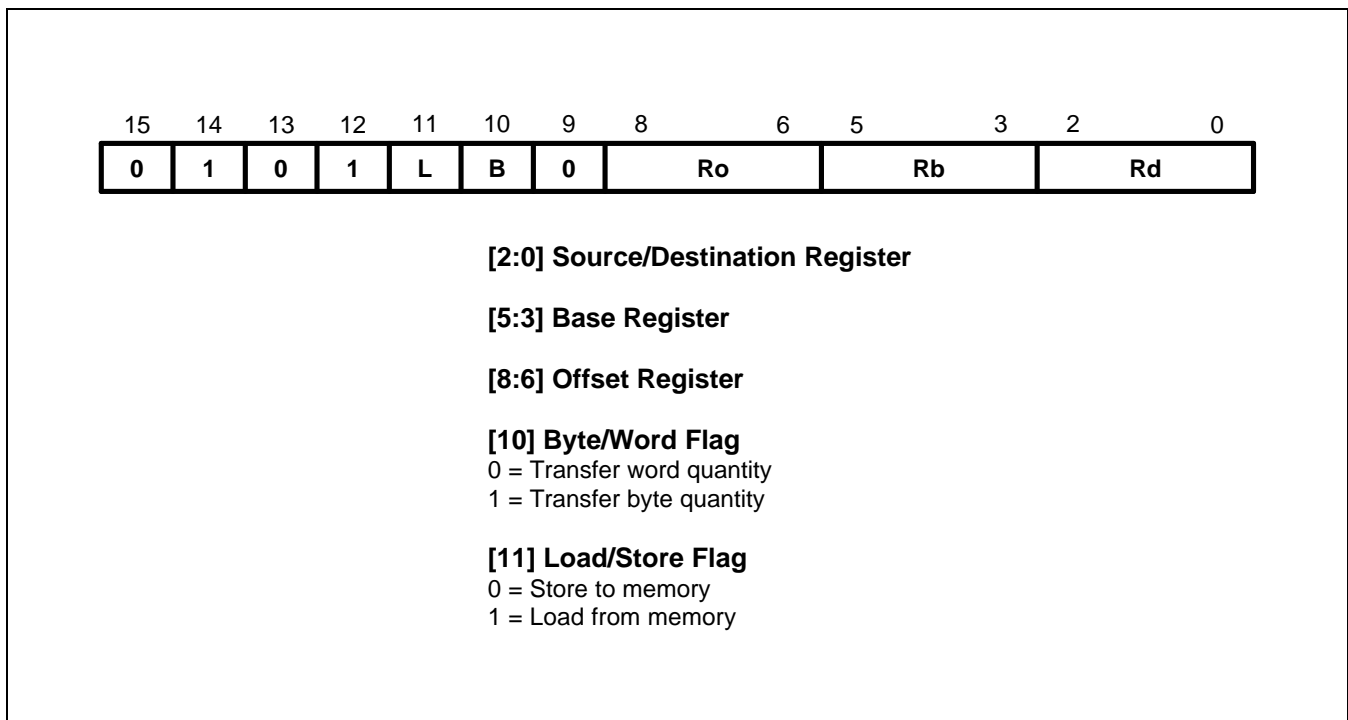 15 14 13 12 11 10 9 8 6 5 3 2 0
0 1 0 1 L B 0 Ro Rb Rd
[2:0] Source/Destination Register
[5:3] Base Register
[8:6] Offset Register
[10] Byte/Word Flag
0 = Transfer word quantity
1 = Transfer byte quantity
[11] Load/Store Flag
0 = Store to memory
1 = Load from memory